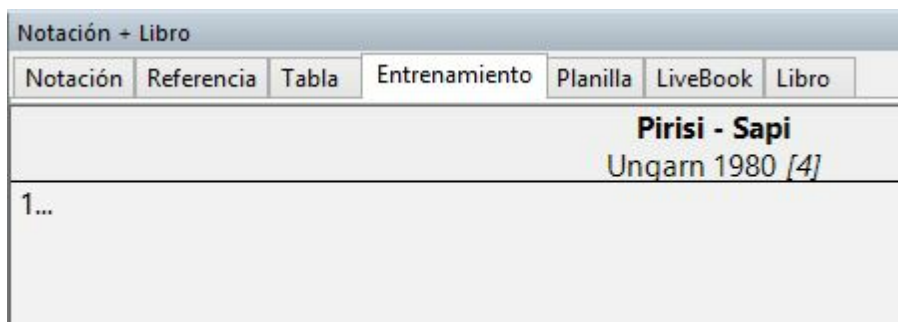 Notación + Libro
Notación Referencia Tabla Entrenamiento Planilla LiveBook Libro
Pirisi - Sapi
Ungarn 1980 [4]
1...